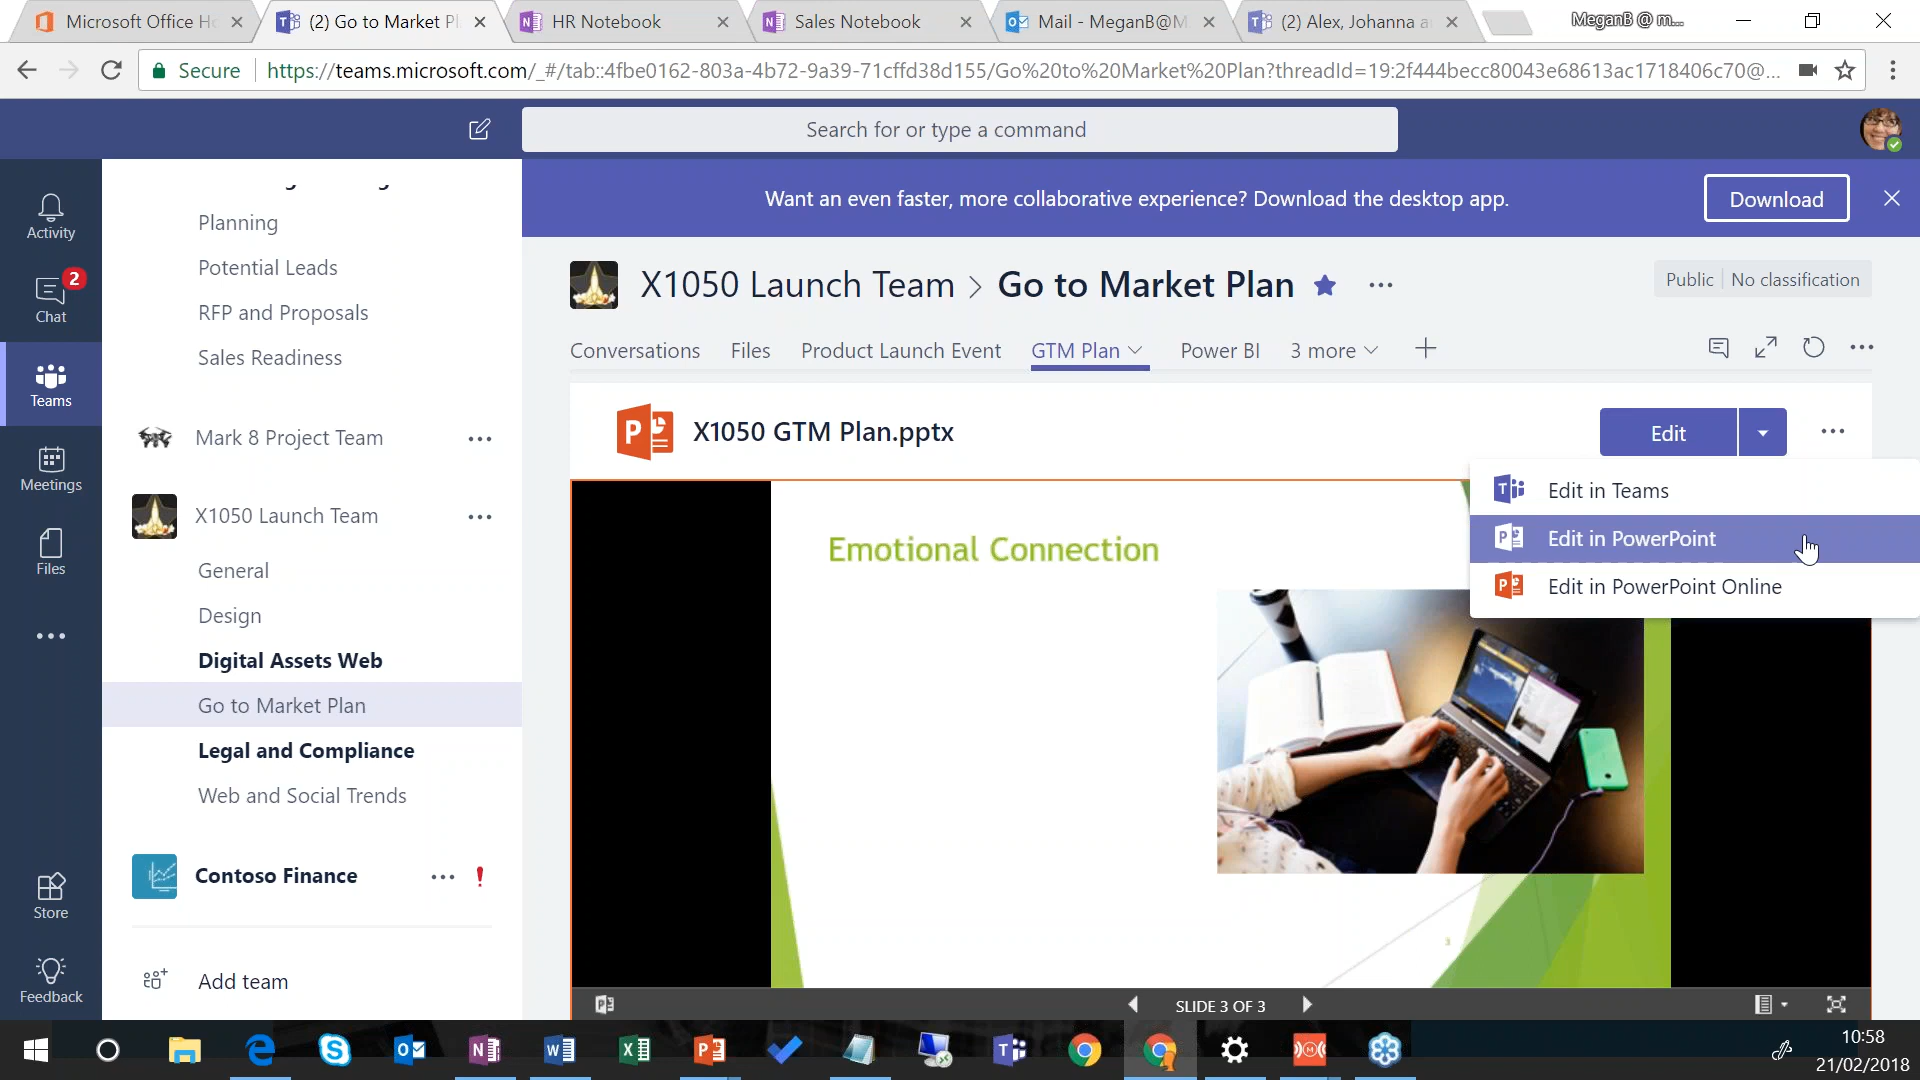 Microsoft Office H
(2) Go to Market Pl
HR Notebook
Sales Notebook
Mail - MeganB@M
(2) Alex, Johanna a
MeganB @ m...
Secure
https://teams.microsoft.com/_#/tab::4fbe0162-803a-4b72-9a39-71cffd38d155/Go%20to%20Market%20Plan?threadId=19:2f444becc80043e68613ac1718406c70@...
Search for or type a command
Want an even faster, more collaborative experience? Download the desktop app.
Download
Activity
Chat
2
Teams
Meetings
Files
Store
Feedback
Planning
Potential Leads
RFP and Proposals
Sales Readiness
Mark 8 Project Team
X1050 Launch Team
General
Design
Digital Assets Web
Go to Market Plan
Legal and Compliance
Web and Social Trends
Contoso Finance
Add team
X1050 Launch Team > Go to Market Plan
Public
No classification
Conversations
Files
Product Launch Event
GTM Plan
Power BI
3 more
X1050 GTM Plan.pptx
Edit
Edit in Teams
Edit in PowerPoint
Edit in PowerPoint Online
Emotional Connection
3
SLIDE 3 OF 3
10:58
21/02/2018